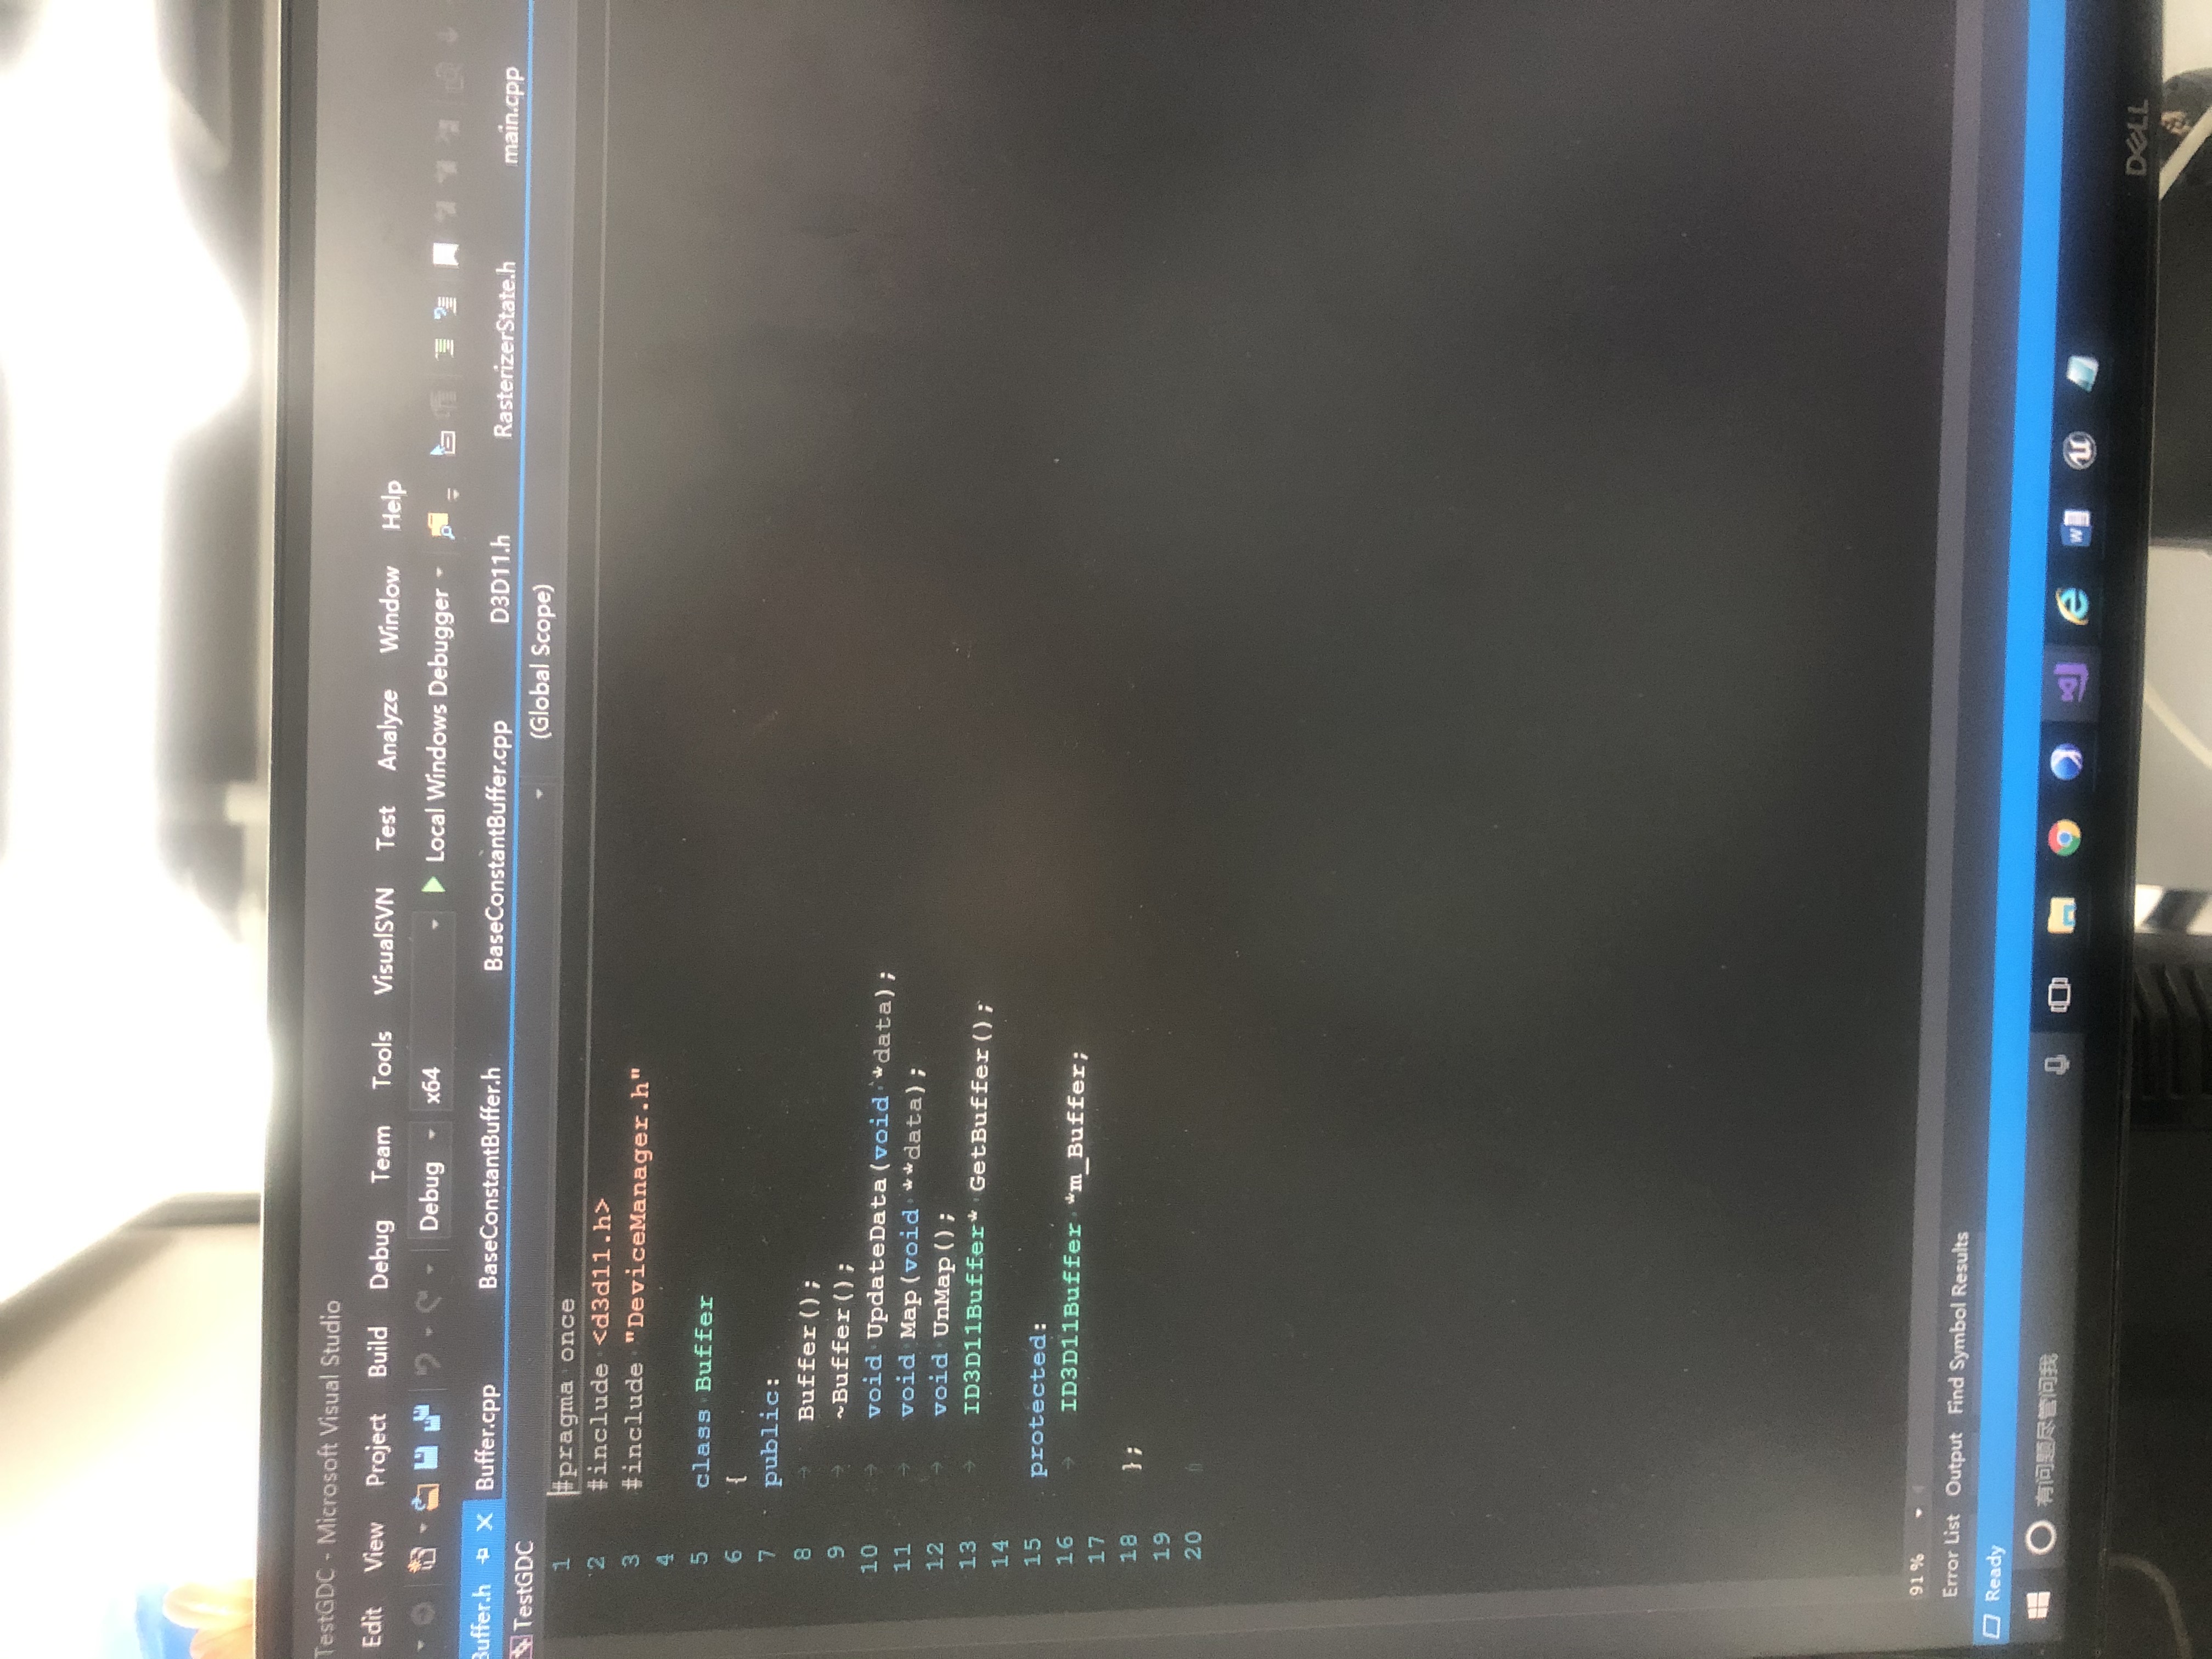 TestGDC - Microsoft Visual Studio
Edit View Project Build Debug Team Tools VisualSVN Test Analyze Window Help
Debug x64 Local Windows Debugger
Buffer.h Buffer.cpp BaseConstantBuffer.h BaseConstantBuffer.cpp D3D11.h RasterizerState.h main.cpp
TestGDC (Global Scope)
1 #pragma once
2 #include <d3d11.h>
3 #include "DeviceManager.h"
4
5 class Buffer
6 {
7 public:
8 Buffer();
9 ~Buffer();
10 void UpdateData(void *data);
11 void Map(void **data);
12 void UnMap();
13 ID3D11Buffer* GetBuffer();
14
15 protected:
16 ID3D11Buffer *m_Buffer;
17
18 };
19
20
91 %
Error List Output Find Symbol Results
Ready
有问题尽管问我
DELL